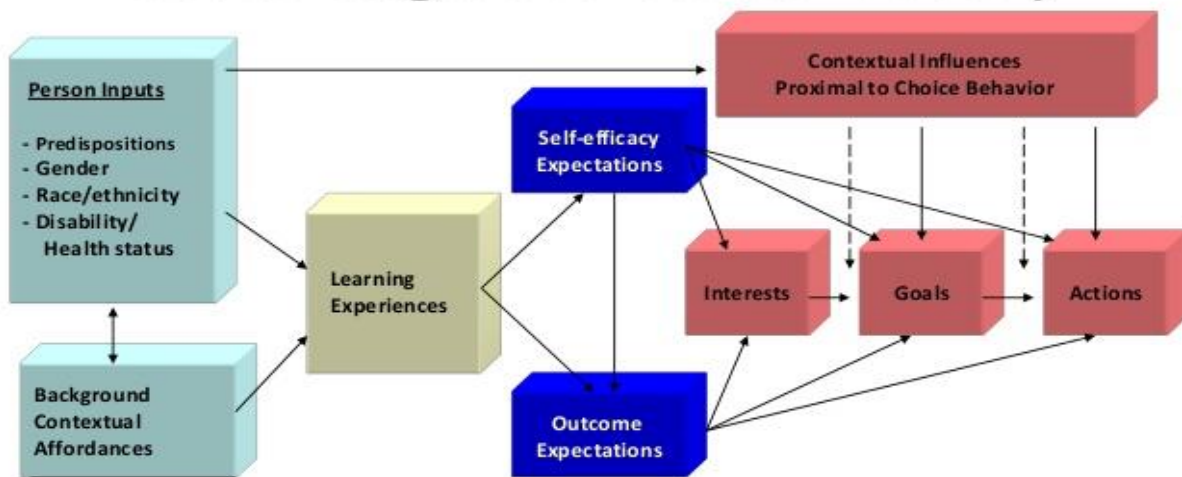 Person Inputs
- Predispositions
- Gender
- Race/ethnicity
- Disability/
Health status
Background
Contextual
Affordances
Learning
Experiences
Self-efficacy
Expectations
Outcome
Expectations
Contextual Influences
Proximal to Choice Behavior
Interests
Goals
Actions